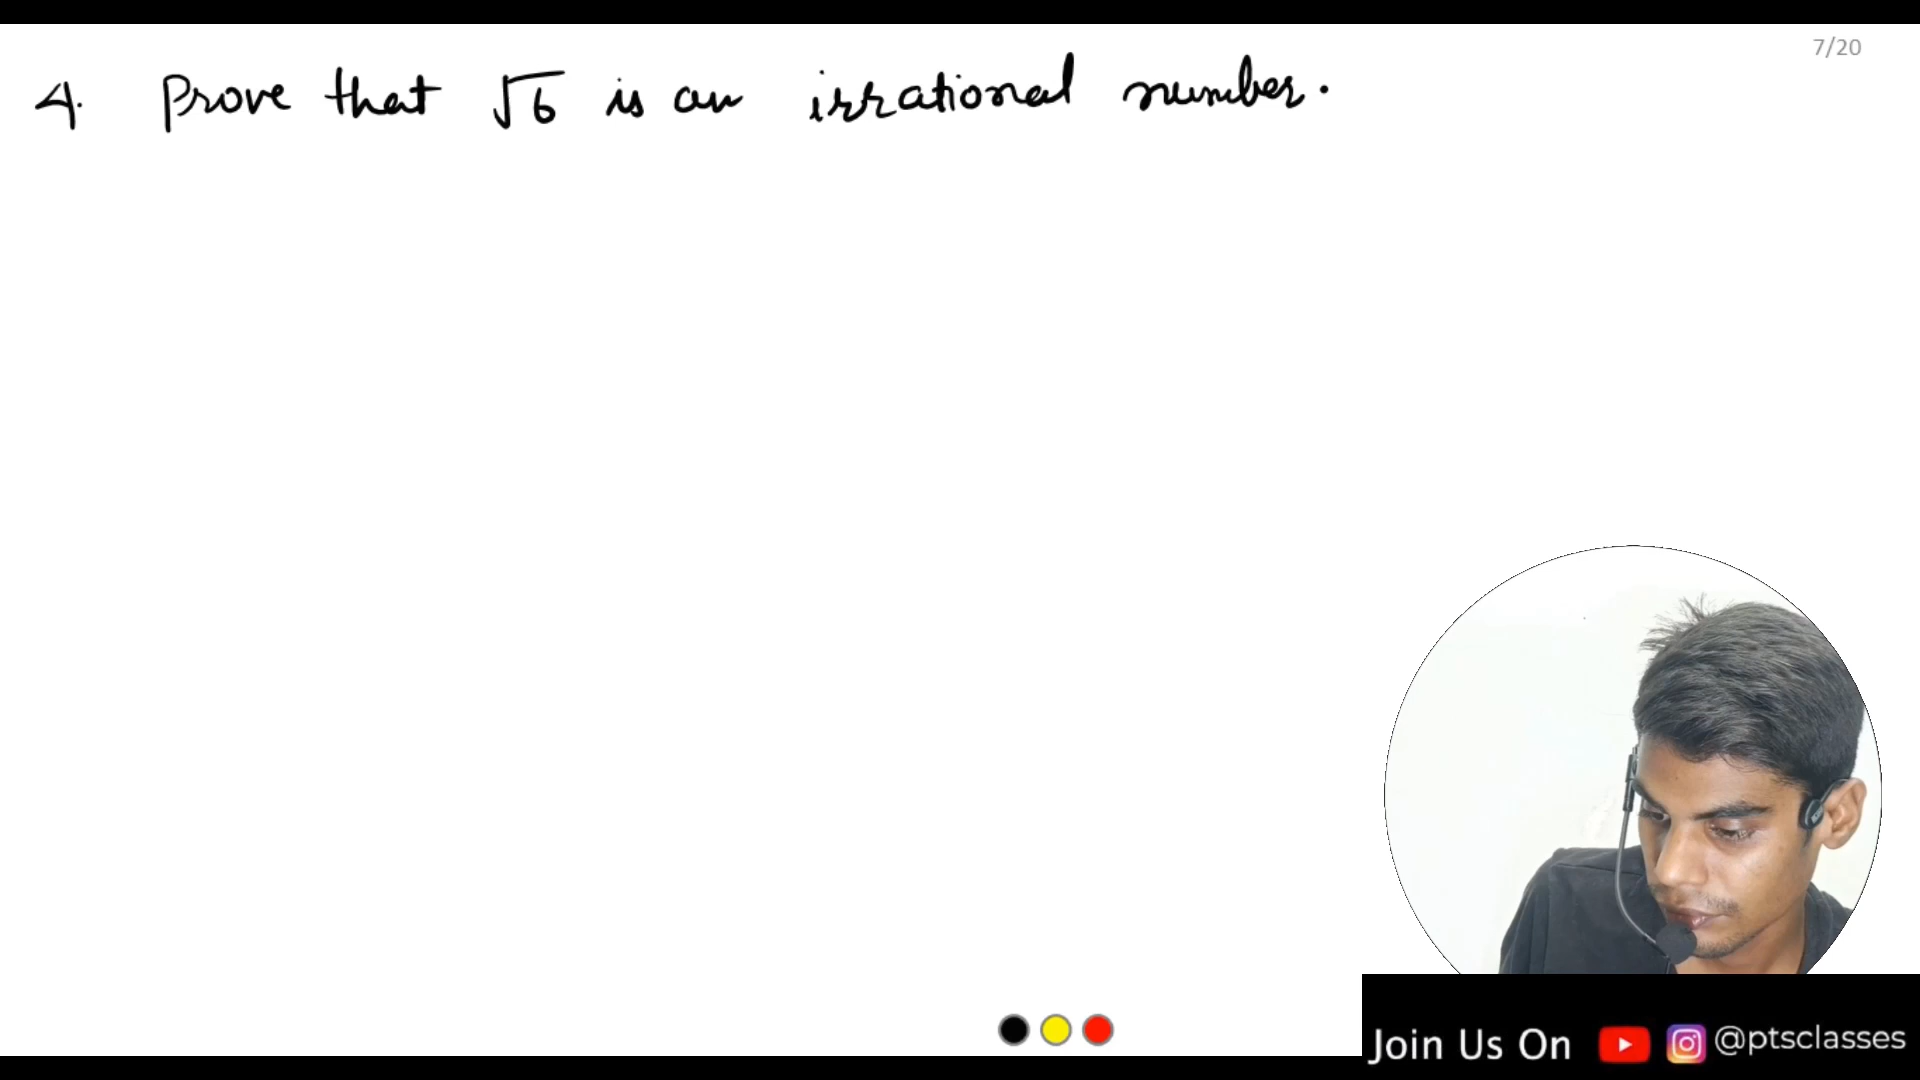 7/20
4. Prove that √6 is an irrational number.
Join Us On @ptsclasses